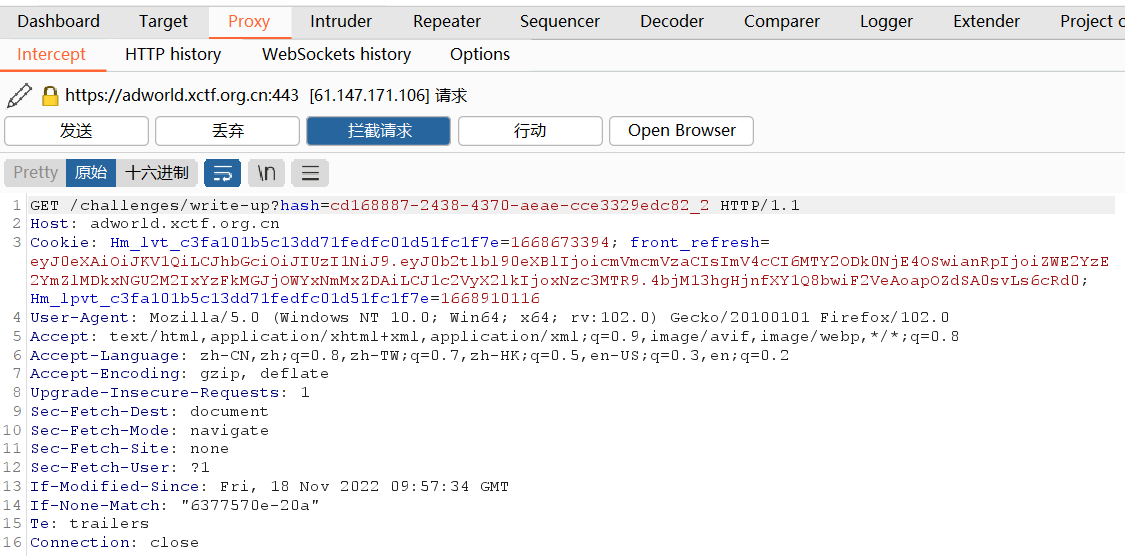 Dashboard Target Proxy Intruder Repeater Sequencer Decoder Comparer Logger Extender Project
Intercept HTTP history WebSockets history Options
https://adworld.xctf.org.cn:443 [61.147.171.106] 请求
发送 丢弃 拦截请求 行动 Open Browser
Pretty 原始 十六进制 \n
1 GET /challenges/write-up?hash=cd168887-2438-4370-aeae-cce3329edc82_2 HTTP/1.1
2 Host: adworld.xctf.org.cn
3 Cookie: Hm_lvt_c3fa101b5c13dd71fedfc01d51fc1f7e=1668673394; front_refresh=
eyJ0eXAiOiJKV1QiLCJhbGciOiJIUzI1NiJ9.eyJ0b2tlbl90eXBlIjoicmVmcmVzaCIsImV4cCI6MTY2ODk0NjE4OSwianRpIjoiZWE2YzE
2YmZlMDkxNGU2M2IxYzFkMGJjOWYxNmMxZDAiLCJ1c2VyX2lkIjoxNzc3MTR9.4bjM13hgHjnfXY1Q8bwiF2VeAoapOZdSA0svLs6cRd0;
Hm_lpvt_c3fa101b5c13dd71fedfc01d51fc1f7e=1668910116
4 User-Agent: Mozilla/5.0 (Windows NT 10.0; Win64; x64; rv:102.0) Gecko/20100101 Firefox/102.0
5 Accept: text/html,application/xhtml+xml,application/xml;q=0.9,image/avif,image/webp,*/*;q=0.8
6 Accept-Language: zh-CN,zh;q=0.8,zh-TW;q=0.7,zh-HK;q=0.5,en-US;q=0.3,en;q=0.2
7 Accept-Encoding: gzip, deflate
8 Upgrade-Insecure-Requests: 1
9 Sec-Fetch-Dest: document
10 Sec-Fetch-Mode: navigate
11 Sec-Fetch-Site: none
12 Sec-Fetch-User: ?1
13 If-Modified-Since: Fri, 18 Nov 2022 09:57:34 GMT
14 If-None-Match: "6377570e-20a"
15 Te: trailers
16 Connection: close